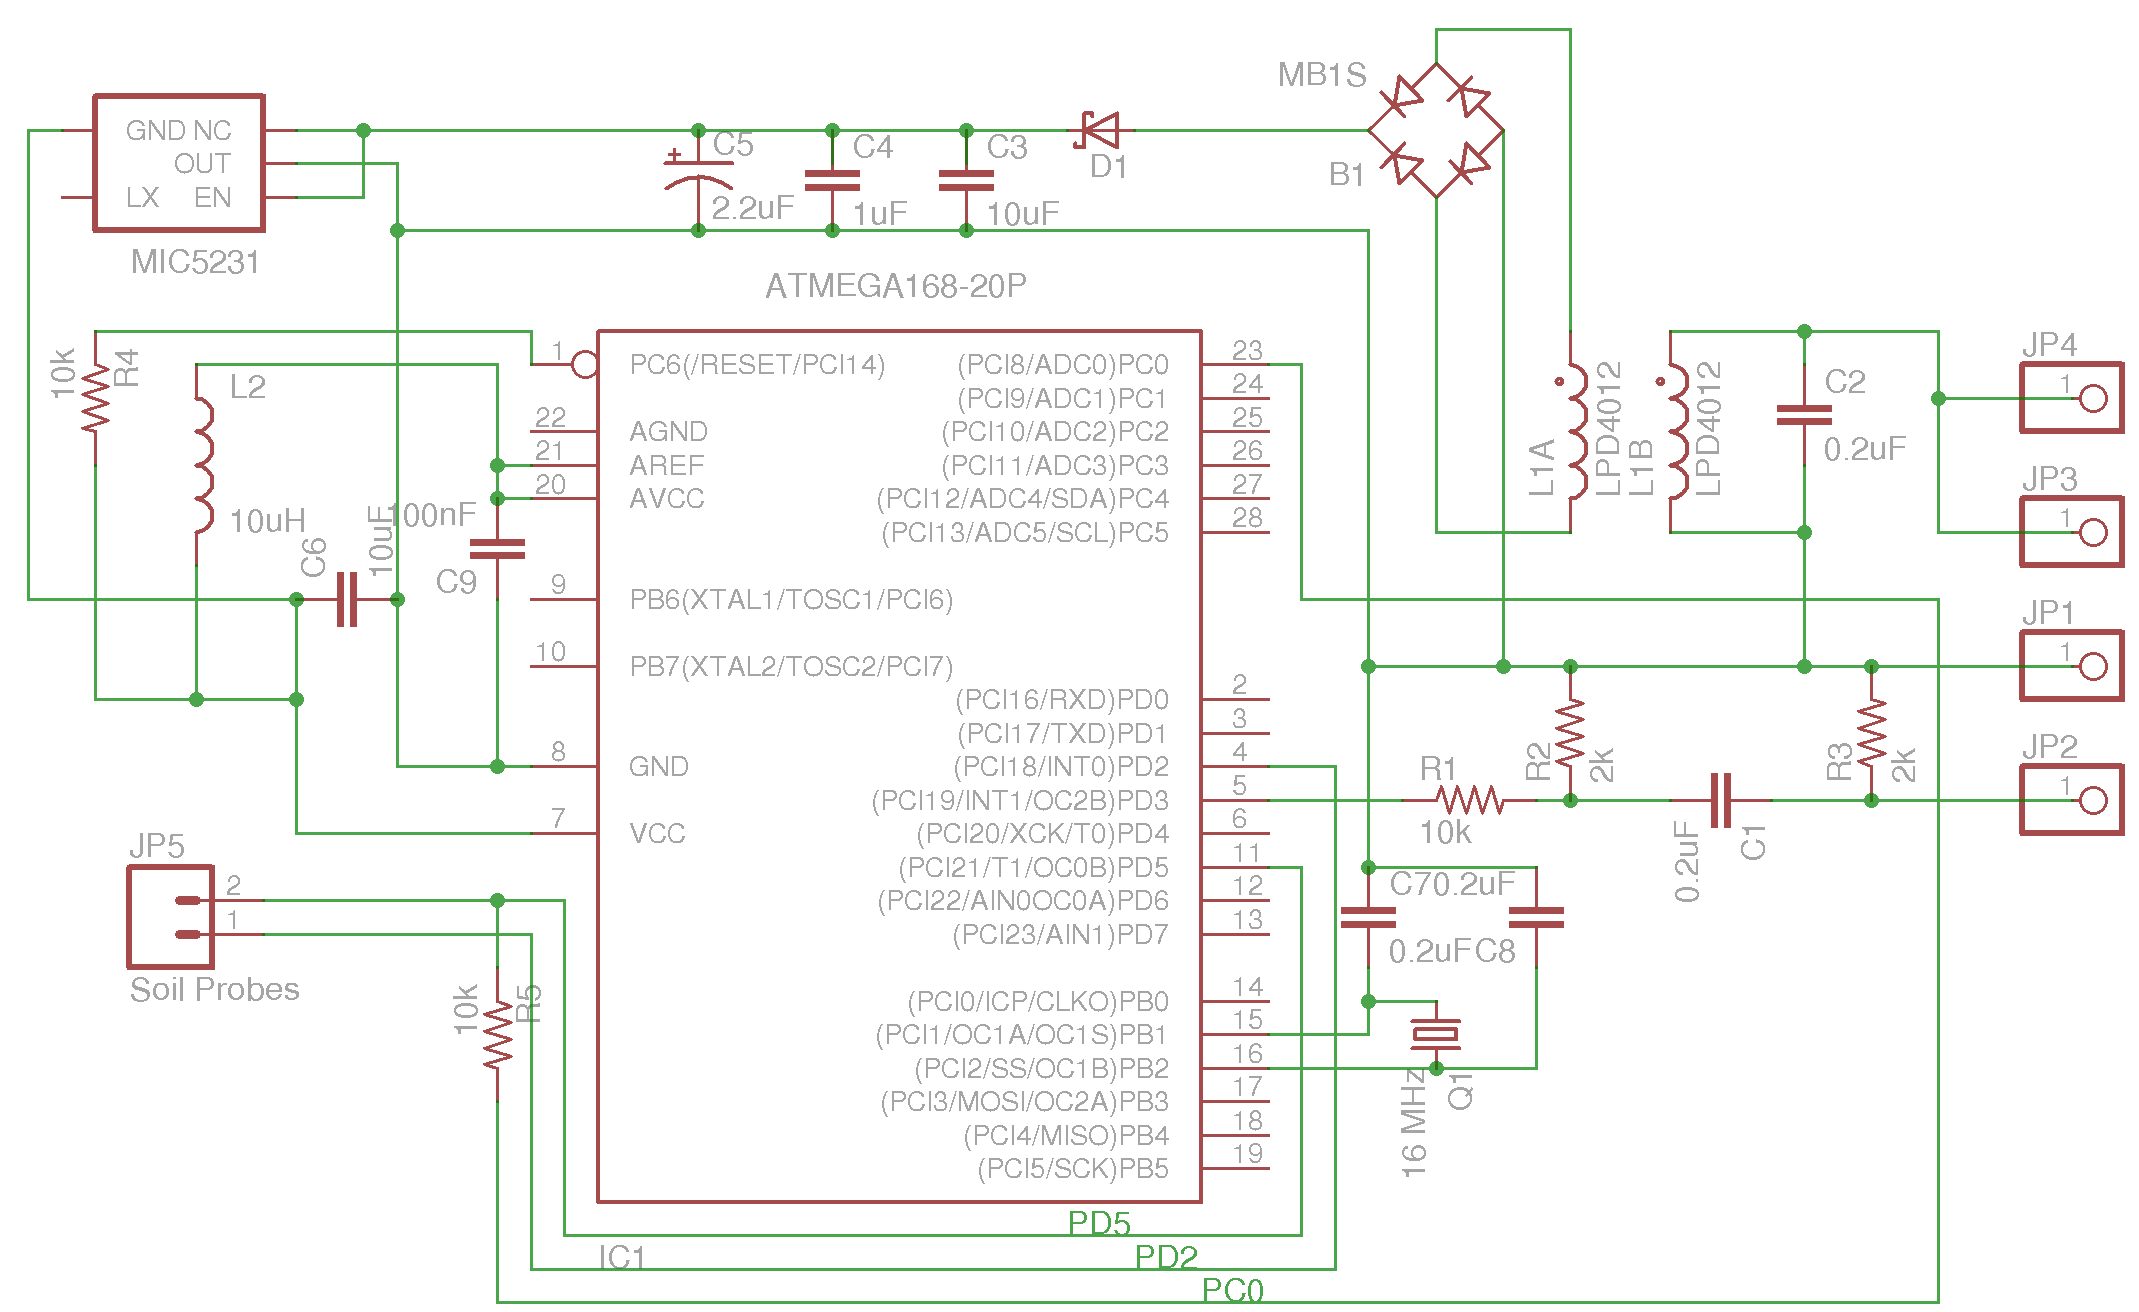 MB1S
B1
GND NC
OUT
LX EN
MIC5231
C5
2.2uF
C4
1uF
C3
10uF
D1
+
ATMEGA168-20P
10k
R4
L2
10uH
C6
10uF
100nF
C9
1
22
21
20
9
10
8
7
PC6(/RESET/PCI14)
AGND
AREF
AVCC
PB6(XTAL1/TOSC1/PCI6)
PB7(XTAL2/TOSC2/PCI7)
GND
VCC
(PCI8/ADC0)PC0
(PCI9/ADC1)PC1
(PCI10/ADC2)PC2
(PCI11/ADC3)PC3
(PCI12/ADC4/SDA)PC4
(PCI13/ADC5/SCL)PC5
(PCI16/RXD)PD0
(PCI17/TXD)PD1
(PCI18/INT0)PD2
(PCI19/INT1/OC2B)PD3
(PCI20/XCK/T0)PD4
(PCI21/T1/OC0B)PD5
(PCI22/AIN0OC0A)PD6
(PCI23/AIN1)PD7
(PCI0/ICP/CLKO)PB0
(PCI1/OC1A/OC1S)PB1
(PCI2/SS/OC1B)PB2
(PCI3/MOSI/OC2A)PB3
(PCI4/MISO)PB4
(PCI5/SCK)PB5
23
24
25
26
27
28
2
3
4
5
6
11
12
13
14
15
16
17
18
19
L1A
LPD4012
L1B
LPD4012
C2
0.2uF
JP4
1
JP3
1
JP1
1
JP2
1
R1
10k
R2
2k
0.2uF
C1
R3
2k
C70.2uF
0.2uFC8
16 MHz
Q1
JP5
2
1
Soil Probes
10k
R5
IC1
PD5
PD2
PC0